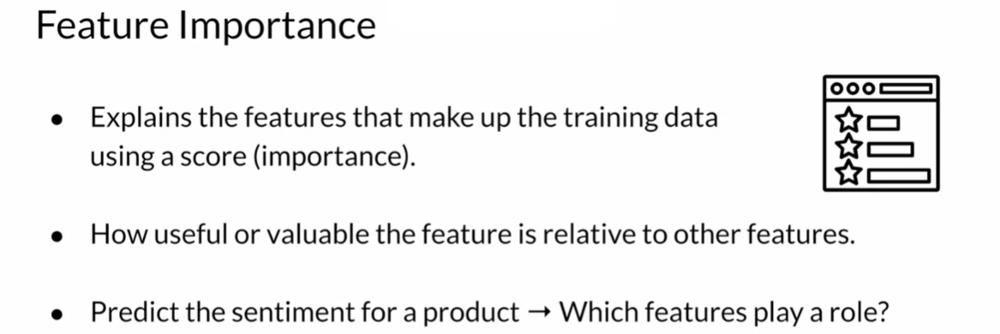 Feature Importance
• Explains the features that make up the training data
using a score (importance).
• How useful or valuable the feature is relative to other features.
• Predict the sentiment for a product → Which features play a role?